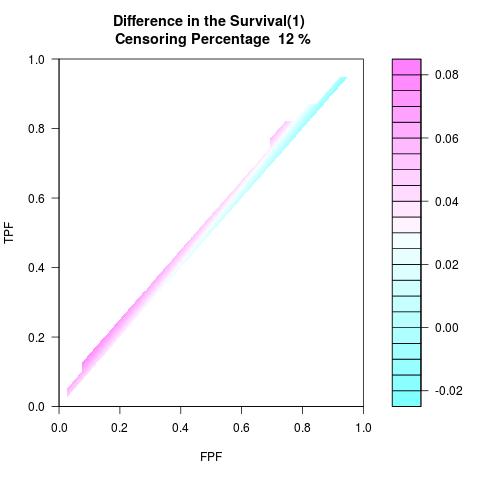 Difference in the Survival(1)
Censoring Percentage  12 %
TPF
1.0
0.8
0.6
0.4
0.2
0.0
0.0 0.2 0.4 0.6 0.8 1.0
FPF
0.08
0.06
0.04
0.02
0.00
-0.02